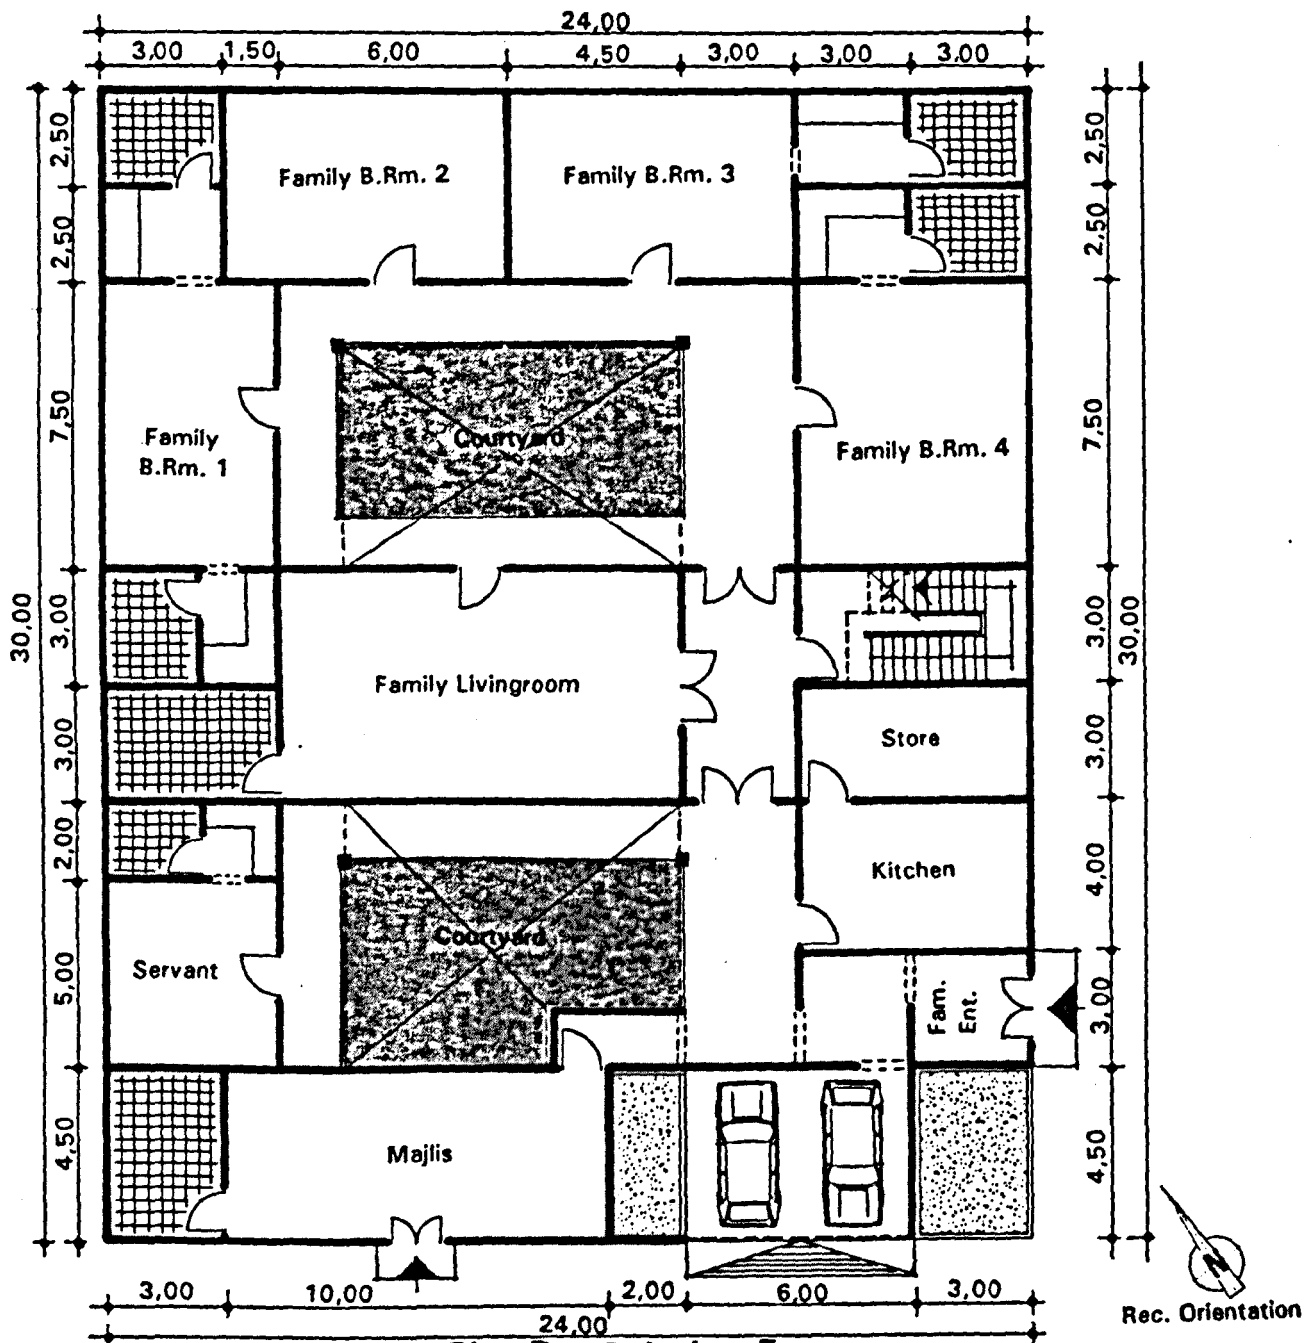 24,00
3,00 1,50 6,00 4,50 3,00 3,00 3,00
2,50
2,50
7,50
3,00
3,00
2,00
5,00
4,50
30,00
Family B.Rm. 2
Family B.Rm. 3
Courtyard
Family
B.Rm. 1
Family B.Rm. 4
Family Livingroom
Store
Kitchen
Courtyard
Servant
Fam.
Ent.
Majlis
2,50
2,50
7,50
3,00
3,00
4,00
3,00
4,50
30,00
N
Rec. Orientation
3,00 10,00 2,00 6,00 3,00
24,00